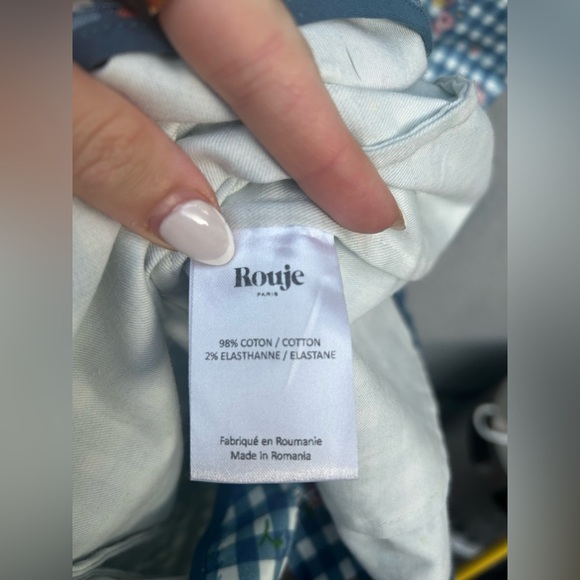 Rouje
PARIS
98% COTON / COTTON
2% ELASTHANNE / ELASTANE
Fabriqué en Roumanie
Made in Romania